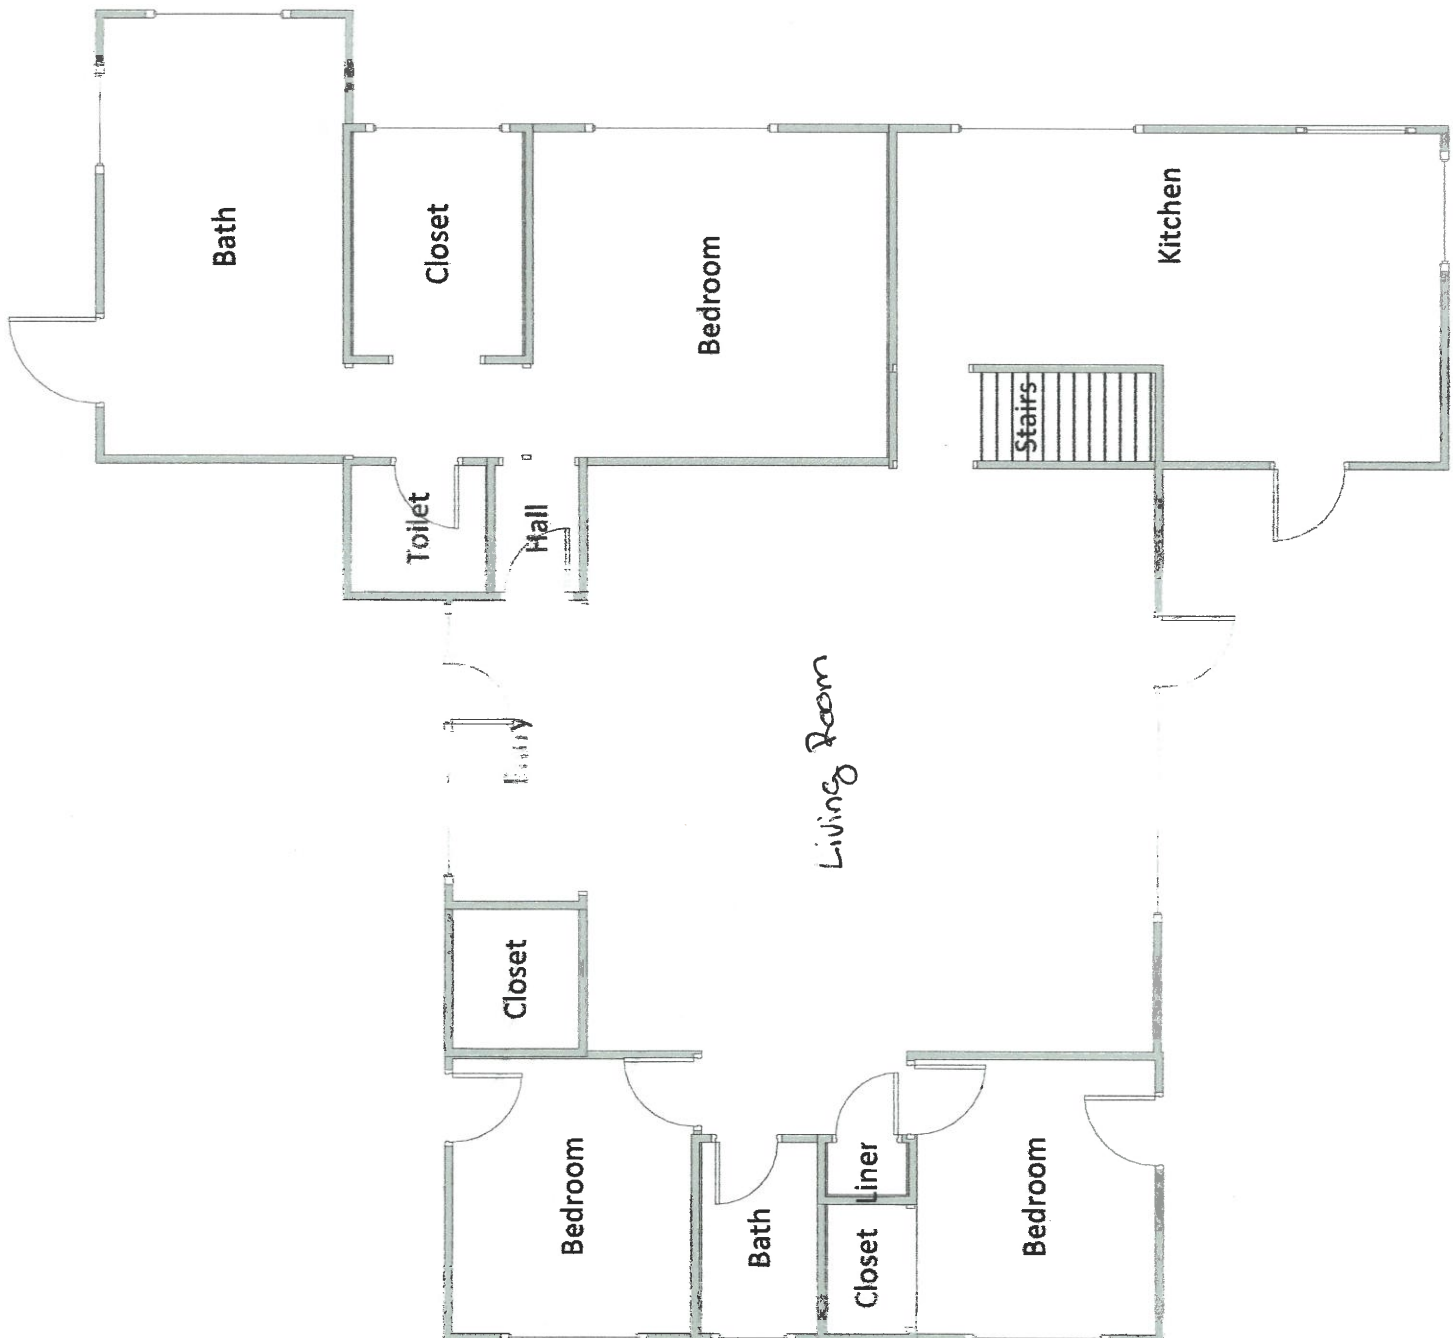 Bath
Closet
Bedroom
Kitchen
Stairs
Toilet
Hall
Living Room
Closet
Bedroom
Bath
Liner
Closet
Bedroom